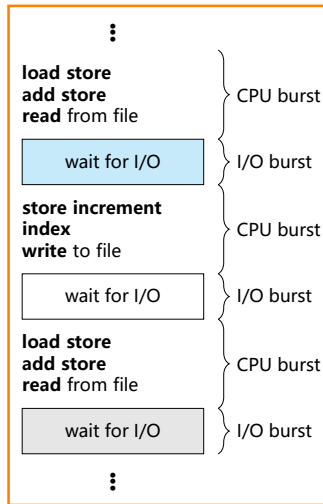 load store
add store
read from file
CPU burst
wait for I/O
I/O burst
store increment
index
write to file
CPU burst
wait for I/O
I/O burst
load store
add store
read from file
CPU burst
wait for I/O
I/O burst